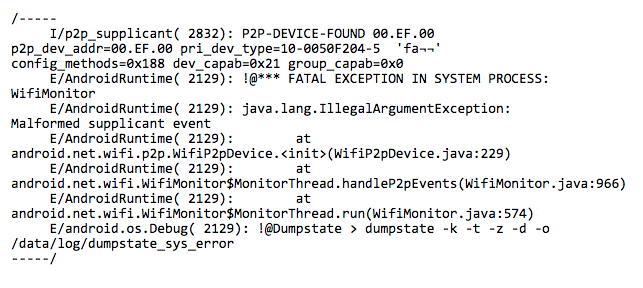 /-----
I/p2p_supplicant( 2832): P2P-DEVICE-FOUND 00.EF.00
p2p_dev_addr=00.EF.00 pri_dev_type=10-0050F204-5  'fa¬¬'
config_methods=0x188 dev_capab=0x21 group_capab=0x0
E/AndroidRuntime( 2129): !@*** FATAL EXCEPTION IN SYSTEM PROCESS:
WifiMonitor
E/AndroidRuntime( 2129): java.lang.IllegalArgumentException:
Malformed supplicant event
E/AndroidRuntime( 2129):        at
android.net.wifi.p2p.WifiP2pDevice.<init>(WifiP2pDevice.java:229)
E/AndroidRuntime( 2129):        at
android.net.wifi.WifiMonitor$MonitorThread.handleP2pEvents(WifiMonitor.java:966)
E/AndroidRuntime( 2129):        at
android.net.wifi.WifiMonitor$MonitorThread.run(WifiMonitor.java:574)
E/android.os.Debug( 2129): !@Dumpstate > dumpstate -k -t -z -d -o
/data/log/dumpstate_sys_error
-----/